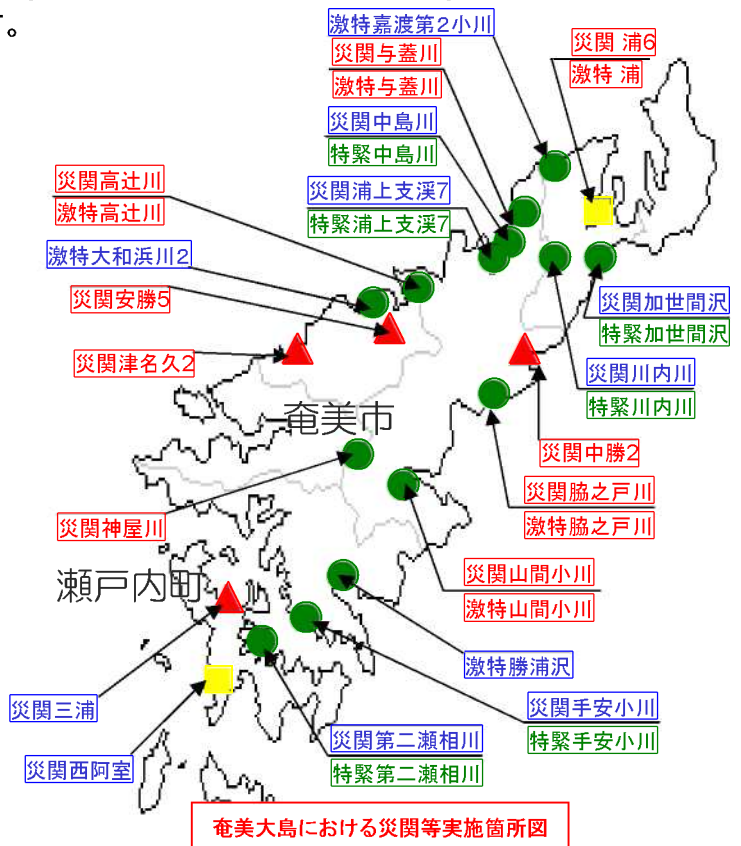 す。
激特嘉渡第2小川
災関与蓋川
激特与蓋川
災関 浦6
激特 浦
災関中島川
特緊中島川
災関高辻川
激特高辻川
災関浦上支渓7
特緊浦上支渓7
激特大和浜川2
災関安勝5
災関加世間沢
特緊加世間沢
災関津名久2
災関川内川
特緊川内川
奄美市
災関中勝2
災関脇之戸川
激特脇之戸川
災関神屋川
災関山間小川
激特山間小川
瀬戸内町
激特勝浦沢
災関三浦
災関手安小川
特緊手安小川
災関第二瀬相川
特緊第二瀬相川
災関西阿室
奄美大島における災関等実施箇所図